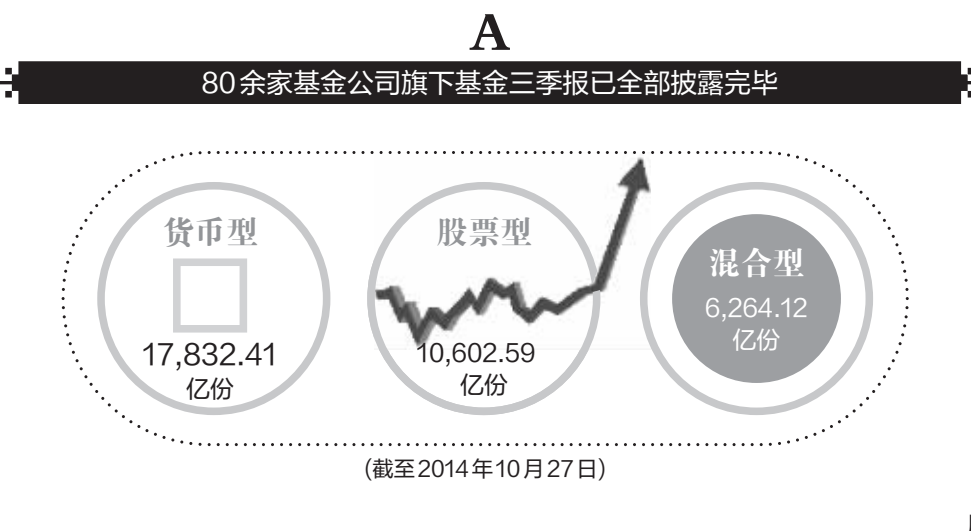 A
80余家基金公司旗下基金三季报已全部披露完毕
货币型
17,832.41
亿份
股票型
10,602.59
亿份
混合型
6,264.12
亿份
(截至2014年10月27日)